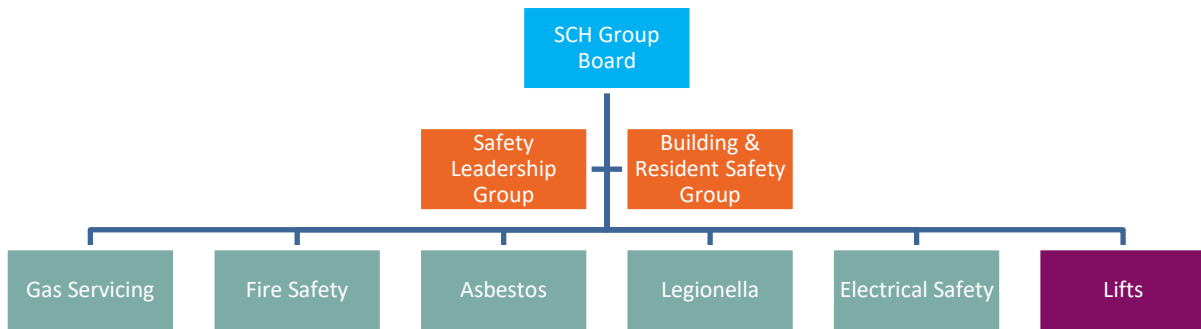 SCH Group
Board
Safety
Leadership
Group
Building &
Resident Safety
Group
Gas Servicing
Fire Safety
Asbestos
Legionella
Electrical Safety
Lifts